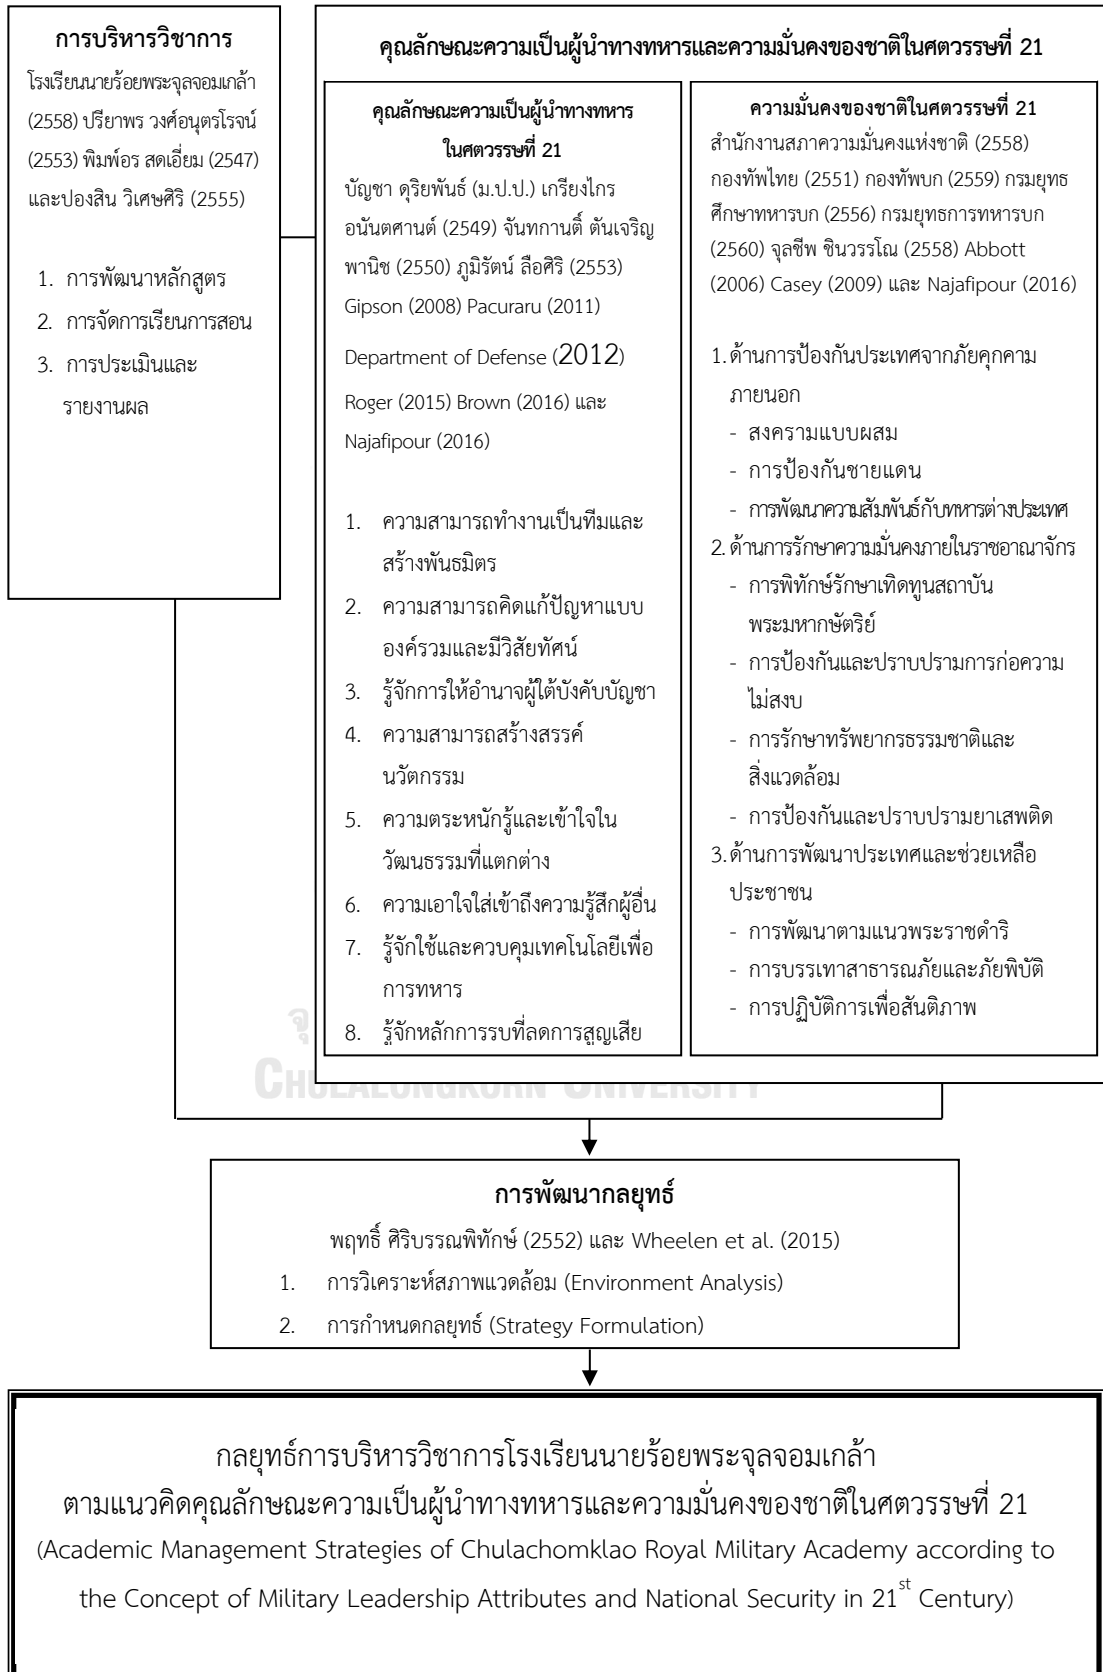 การบริหารวิชาการ
โรงเรียนนายร้อยพระจุลจอมเกล้า
(2558) ปรียาพร วงศ์อนุตรโรจน์
(2553) พิมพ์อร สดเอี่ยม (2547)
และปองสิน วิเศษศิริ (2555)
1. การพัฒนาหลักสูตร
2. การจัดการเรียนการสอน
3. การประเมินและ
รายงานผล
คุณลักษณะความเป็นผู้นำทางทหารและความมั่นคงของชาติในศตวรรษที่ 21
คุณลักษณะความเป็นผู้นำทางทหาร
ในศตวรรษที่ 21
บัญชา ดุริยพันธ์ (ม.ป.ป.) เกรียงไกร
อนันตศานต์ (2549) จันทกานติ์ ตันเจริญ
พานิช (2550) ภูมิรัตน์ ลือศิริ (2553)
Gipson (2008) Pacuraru (2011)
Department of Defense (2012)
Roger (2015) Brown (2016) และ
Najafipour (2016)
1. ความสามารถทำงานเป็นทีมและ
สร้างพันธมิตร
2. ความสามารถคิดแก้ปัญหาแบบ
องค์รวมและมีวิสัยทัศน์
3. รู้จักการให้อำนาจผู้ใต้บังคับบัญชา
4. ความสามารถสร้างสรรค์
นวัตกรรม
5. ความตระหนักรู้และเข้าใจใน
วัฒนธรรมที่แตกต่าง
6. ความเอาใจใส่เข้าถึงความรู้สึกผู้อื่น
7. รู้จักใช้และควบคุมเทคโนโลยีเพื่อ
การทหาร
8. รู้จักหลักการรบที่ลดการสูญเสีย
ความมั่นคงของชาติในศตวรรษที่ 21
สำนักงานสภาความมั่นคงแห่งชาติ (2558)
กองทัพไทย (2551) กองทัพบก (2559) กรมยุทธ
ศึกษาทหารบก (2556) กรมยุทธการทหารบก
(2560) จุลชีพ ชินวรรโณ (2558) Abbott
(2006) Casey (2009) และ Najafipour (2016)
1. ด้านการป้องกันประเทศจากภัยคุกคาม
ภายนอก
- สงครามแบบผสม
- การป้องกันชายแดน
- การพัฒนาความสัมพันธ์กับทหารต่างประเทศ
2. ด้านการรักษาความมั่นคงภายในราชอาณาจักร
- การพิทักษ์รักษาเทิดทูนสถาบัน
พระมหากษัตริย์
- การป้องกันและปราบปรามการก่อความ
ไม่สงบ
- การรักษาทรัพยากรธรรมชาติและ
สิ่งแวดล้อม
- การป้องกันและปราบปรามยาเสพติด
3. ด้านการพัฒนาประเทศและช่วยเหลือ
ประชาชน
- การพัฒนาตามแนวพระราชดำริ
- การบรรเทาสาธารณภัยและภัยพิบัติ
- การปฏิบัติการเพื่อสันติภาพ
CHULALONGKORN UNIVERSITY
การพัฒนากลยุทธ์
พฤทธิ์ ศิริบรรณพิทักษ์ (2552) และ Wheelen et al. (2015)
1. การวิเคราะห์สภาพแวดล้อม (Environment Analysis)
2. การกำหนดกลยุทธ์ (Strategy Formulation)
กลยุทธ์การบริหารวิชาการโรงเรียนนายร้อยพระจุลจอมเกล้า
ตามแนวคิดคุณลักษณะความเป็นผู้นำทางทหารและความมั่นคงของชาติในศตวรรษที่ 21
(Academic Management Strategies of Chulachomklao Royal Military Academy according to
the Concept of Military Leadership Attributes and National Security in 21st Century)